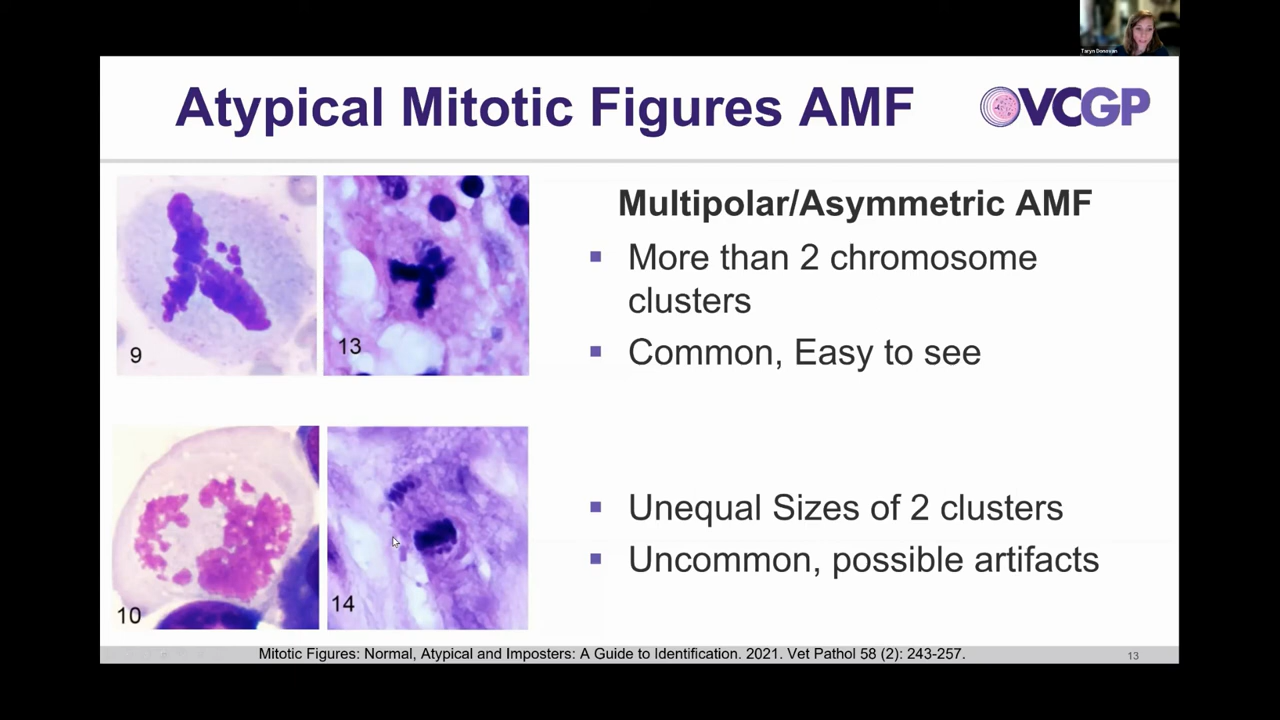 Taryn Donovan
Atypical Mitotic Figures AMF
VCGP
9
13
Multipolar/Asymmetric AMF
More than 2 chromosome
clusters
Common, Easy to see
10
14
Unequal Sizes of 2 clusters
Uncommon, possible artifacts
Mitotic Figures: Normal, Atypical and Imposters: A Guide to Identification. 2021. Vet Pathol 58 (2): 243-257.
13